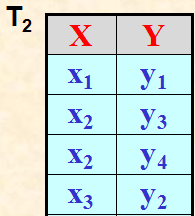 T₂
X Y
x₁ y₁
x₂ y₃
x₂ y₄
x₃ y₂